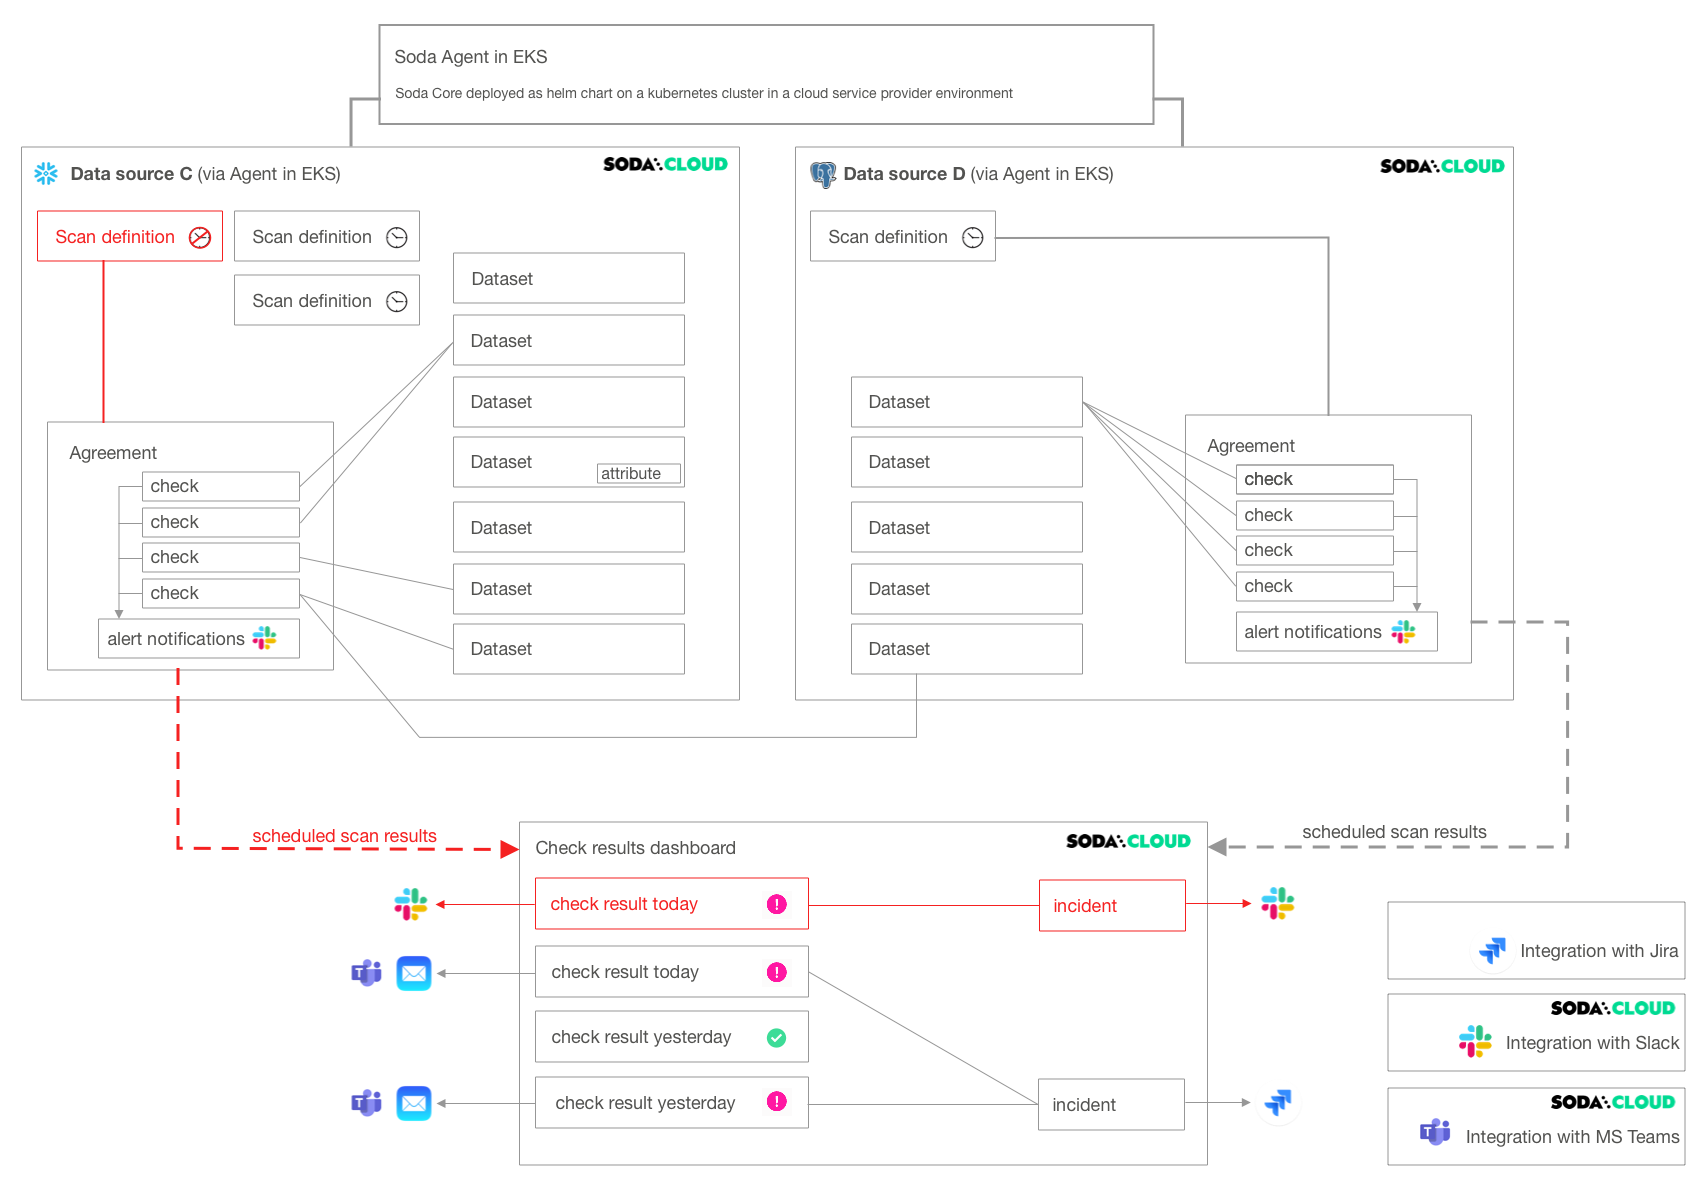 Soda Agent in EKS
Soda Core deployed as helm chart on a kubernetes cluster in a cloud service provider environment
Data source C (via Agent in EKS)
SODA CLOUD
Scan definition
Scan definition
Scan definition
Dataset
Dataset
Dataset
Dataset
attribute
Dataset
Dataset
Dataset
Agreement
check
check
check
check
alert notifications
Data source D (via Agent in EKS)
SODA CLOUD
Scan definition
Dataset
Dataset
Dataset
Dataset
Dataset
Agreement
check
check
check
check
alert notifications
scheduled scan results
scheduled scan results
Check results dashboard
SODA CLOUD
check result today
incident
check result today
check result yesterday
check result yesterday
incident
Integration with Jira
SODA CLOUD
Integration with Slack
SODA CLOUD
Integration with MS Teams